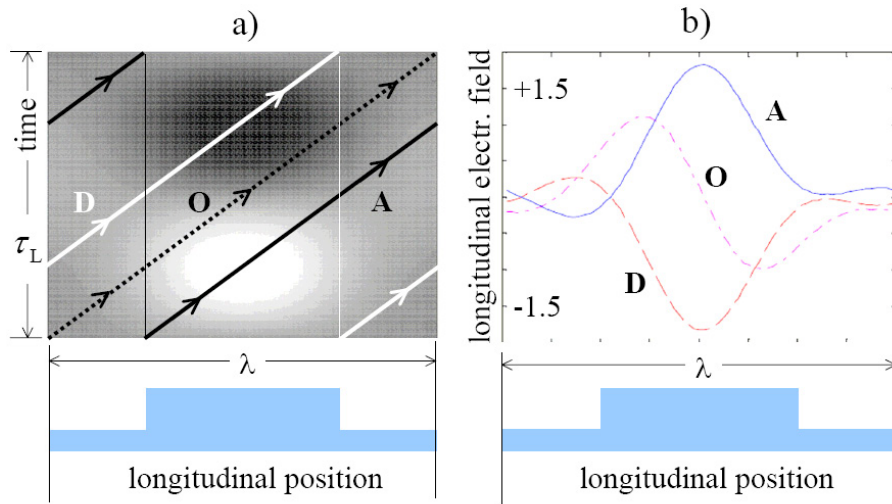 a)
time
τL
D
O
A
λ
longitudinal position
b)
longitudinal electr. field
+1.5
-1.5
A
O
D
λ
longitudinal position